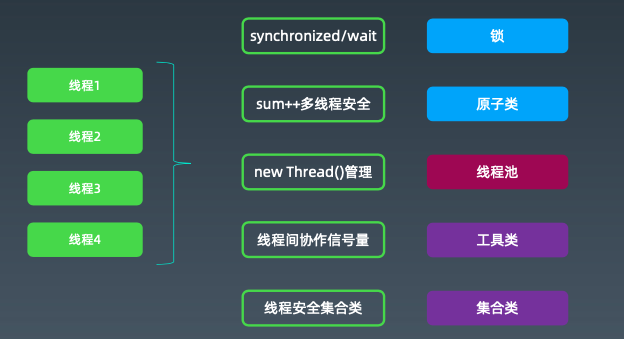 synchronized/wait
锁
线程1
sum++多线程安全
原子类
线程2
new Thread()管理
线程池
线程3
线程4
线程间协作信号量
工具类
线程安全集合类
集合类